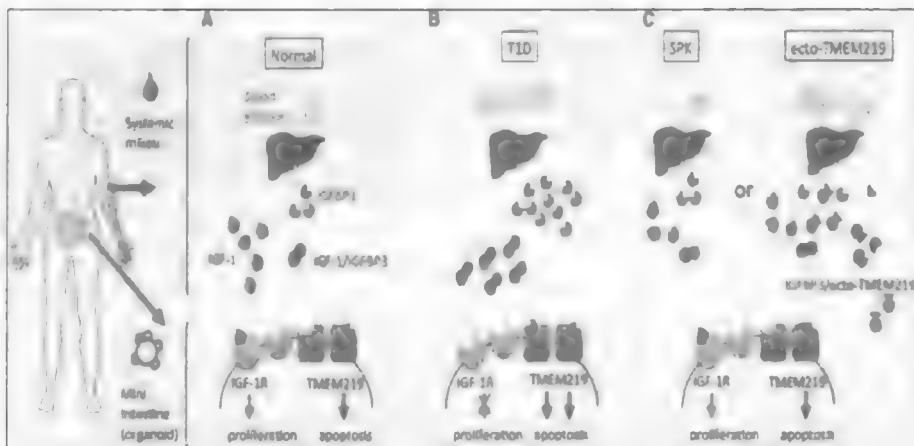 A
B
C
Normal
T1D
SPK
ecto-TMEM219
Systemic
IGFBP3
or
IGF-1
IGF-1/IGFBP3
IGFBP3/ecto-TMEM219
IGF-1R
TMEM219
IGF-1R
TMEM219
IGF-1R
TMEM219
Mini
intestine
(organoid)
proliferation
apoptosis
proliferation
apoptosis
proliferation
apoptosis